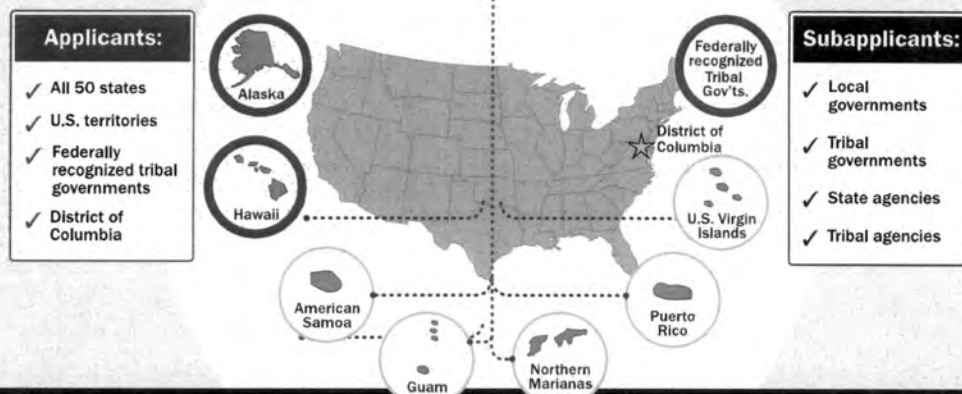 Applicants:
✓ All 50 states
✓ U.S. territories
✓ Federally
recognized tribal
governments
✓ District of
Columbia
Alaska
Hawaii
Federally
recognized
Tribal
Gov'ts.
District of
Columbia
U.S. Virgin
Islands
American
Samoa
Guam
Northern
Marianas
Puerto
Rico
Subapplicants:
✓ Local
governments
✓ Tribal
governments
✓ State agencies
✓ Tribal agencies